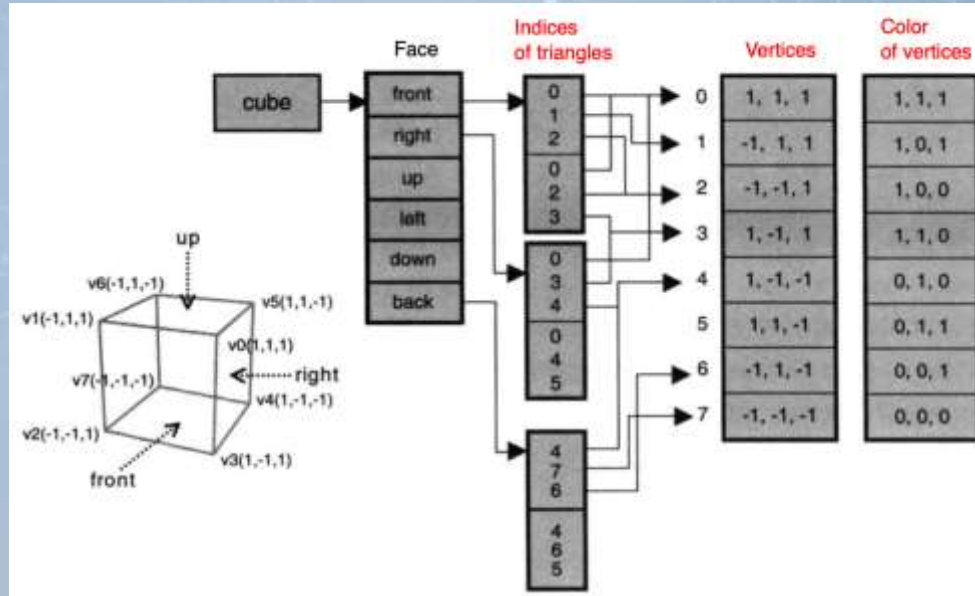 Indices
of triangles
Face
Vertices
Color
of vertices
cube
front
right
up
left
down
back
0
1
2
0
2
3
0
3
4
0
4
5
4
7
6
4
6
5
0
1
2
3
4
5
6
7
1, 1, 1
-1, 1, 1
-1, -1, 1
1, -1, 1
1, -1, -1
1, 1, -1
-1, 1, -1
-1, -1, -1
1, 1, 1
1, 0, 1
1, 0, 0
1, 1, 0
0, 1, 0
0, 1, 1
0, 0, 1
0, 0, 0
up
v6(-1,1,-1)
v5(1,1,-1)
v1(-1,1,1)
v0(1,1,1)
right
v7(-1,-1,-1)
v4(1,-1,-1)
v2(-1,-1,1)
v3(1,-1,1)
front